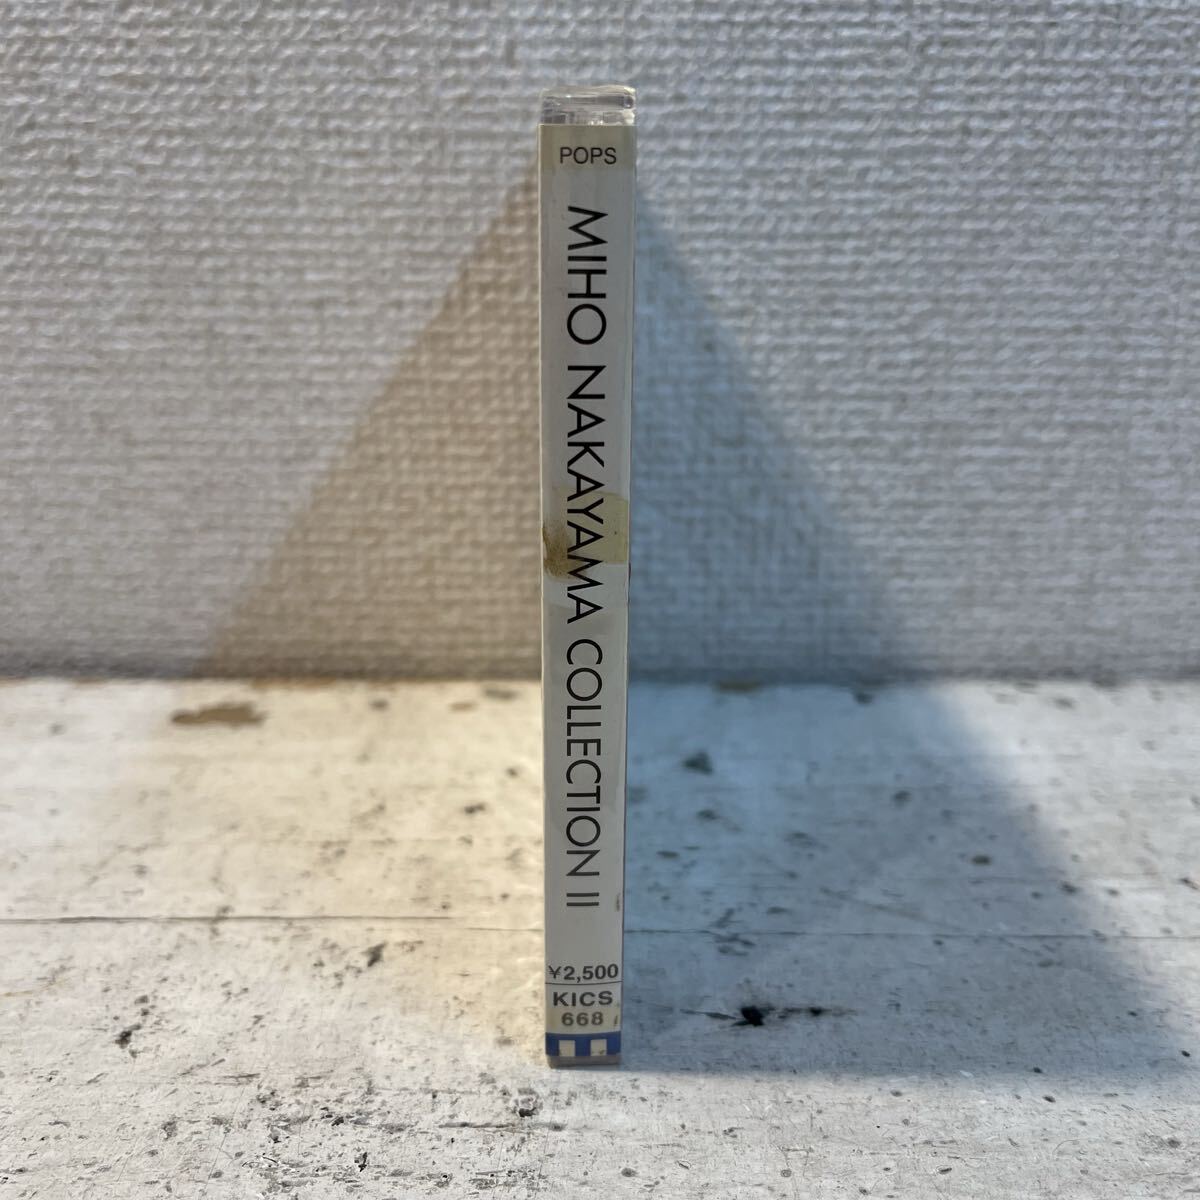 POPS
MIHO NAKAYAMA COLLECTION II
¥2,500
KICS
668